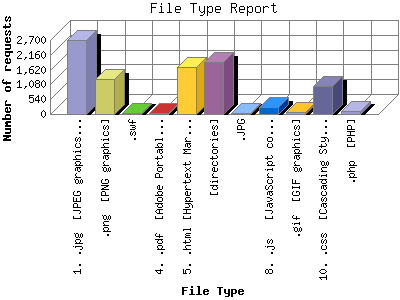 File Type Report
Number of requests
2,700
2,160
1,620
1,080
540
0
1. .jpg [JPEG graphics...
.png [PNG graphics]
.swf
4. .pdf [Adobe Portabl...
5. .html [Hypertext Mar...
[directories]
.JPG
8. .js [JavaScript co...
.gif [GIF graphics]
10. .css [Cascading Sty...
.php [PHP]
File Type